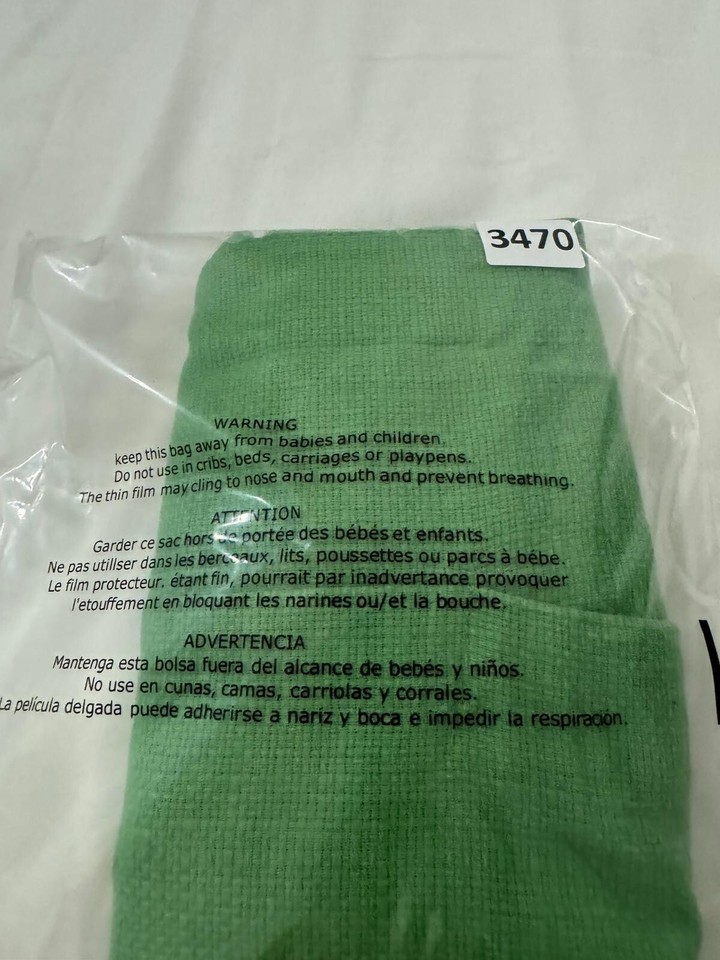 3470
WARNING
keep this bag away from babies and children.
Do not use in cribs, beds, carriages or playpens.
The thin film may cling to nose and mouth and prevent breathing.
ATTENTION
Garder ce sac hors de portée des bébés et enfants.
Ne pas utiliser dans les berceaux, lits, poussettes ou parcs à bébe.
Le film protecteur. étant fin, pourrait par inadvertance provoquer
l'etouffement en bloquant les narines ou/et la bouche.
ADVERTENCIA
Mantenga esta bolsa fuera del alcance de bebés y niños.
No use en cunas, camas, carriolas y corrales.
La película delgada puede adherirse a nariz y boca e impedir la respiración.